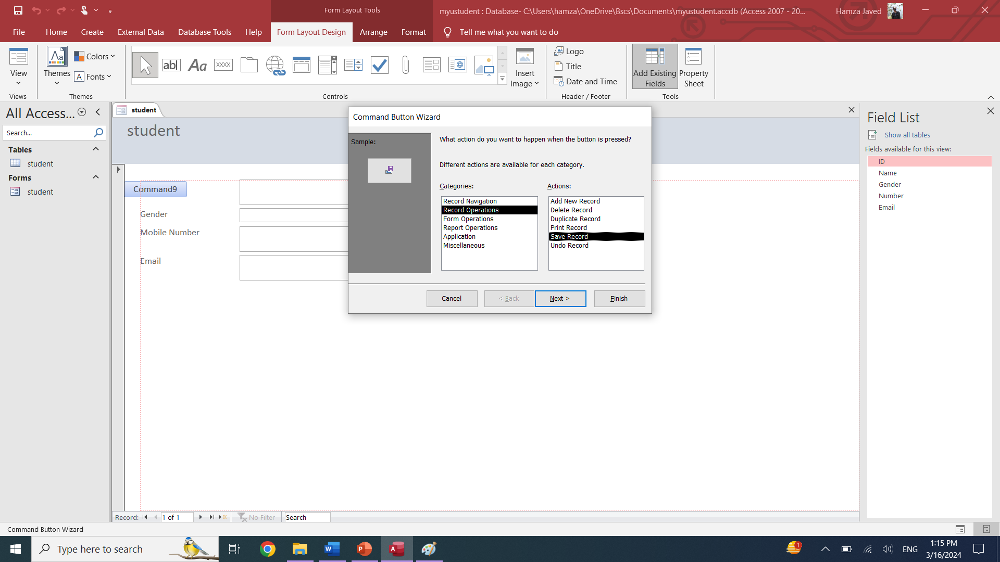 Form Layout Tools
myustudent : Database- C:\Users\hamza\OneDrive\Bscs\Documents\myustudent.accdb (Access 2007 - 20...
Hamza Javed
File Home Create External Data Database Tools Help Form Layout Design Arrange Format Tell me what you want to do
View
Views
Themes
Colors
Fonts
Themes
Aa
A
ab
Aa
XXXX
Controls
Insert
Image
Logo
Title
Date and Time
Header / Footer
Add Existing
Fields
Property
Sheet
Tools
All Access...
Search...
Tables
student
Forms
student
student
student
Command9
Gender
Mobile Number
Email
Command Button Wizard
Sample:
What action do you want to happen when the button is pressed?
Different actions are available for each category.
Categories:
Record Navigation
Record Operations
Form Operations
Report Operations
Application
Miscellaneous
Actions:
Add New Record
Delete Record
Duplicate Record
Print Record
Save Record
Undo Record
Cancel
< Back
Next >
Finish
Field List
Show all tables
Fields available for this view:
ID
Name
Gender
Number
Email
Record: 1 of 1 No Filter Search
Command Button Wizard
Type here to search
W
P
A
1
ENG
1:15 PM
3/16/2024